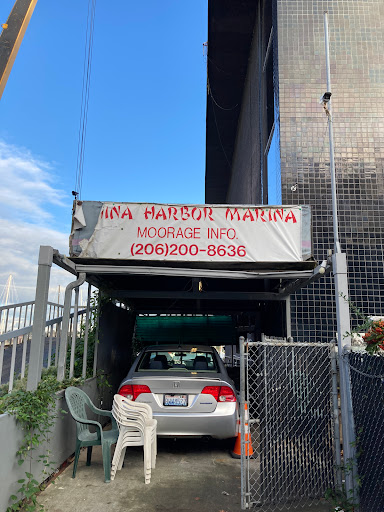 INA HARBOR MARINA
MOORAGE INFO.
(206)200-8636